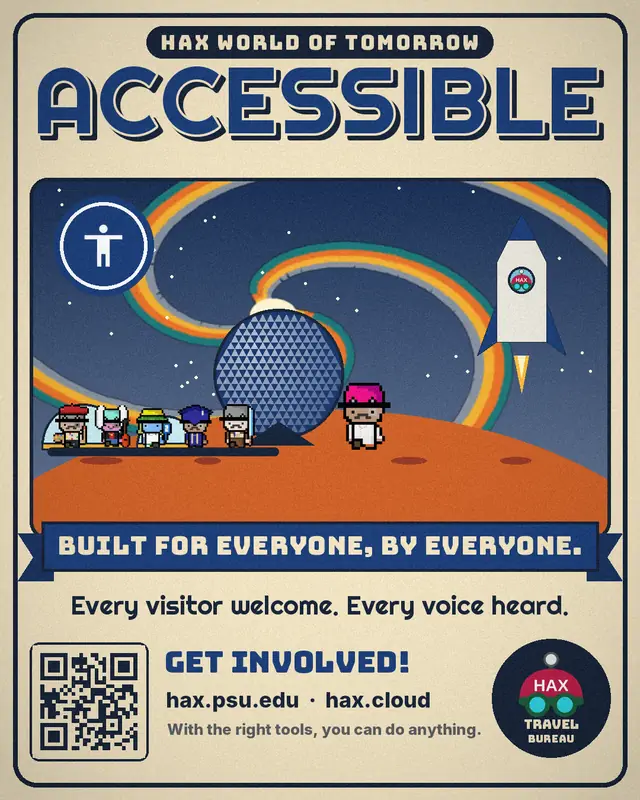 HAX WORLD OF TOMORROW
ACCESSIBLE
HAX
BUILT FOR EVERYONE, BY EVERYONE.
Every visitor welcome. Every voice heard.
GET INVOLVED!
hax.psu.edu · hax.cloud
With the right tools, you can do anything.
HAX
TRAVEL
BUREAU